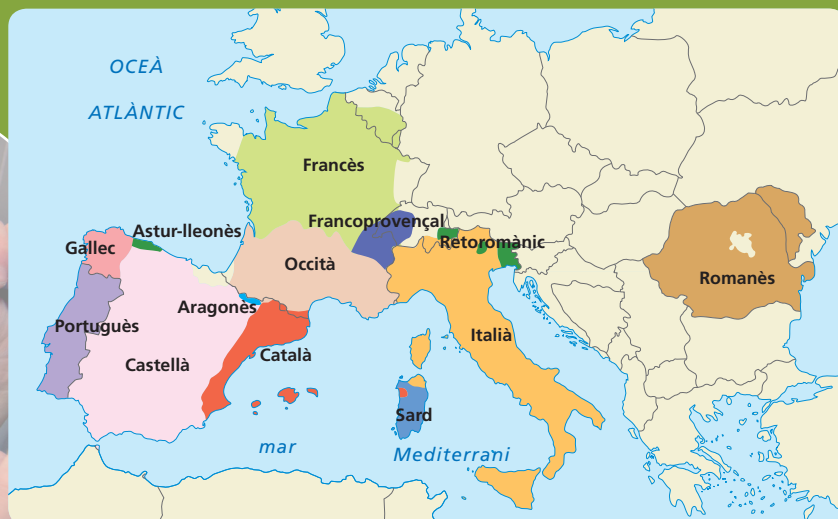 OCEÀ
ATLÀNTIC
Francès
Francoprovençal
Astur-lleonès
Gallec
Retoromànic
Occità
Romanès
Aragonès
Portuguès
Italià
Català
Castellà
Sard
mar
Mediterrani